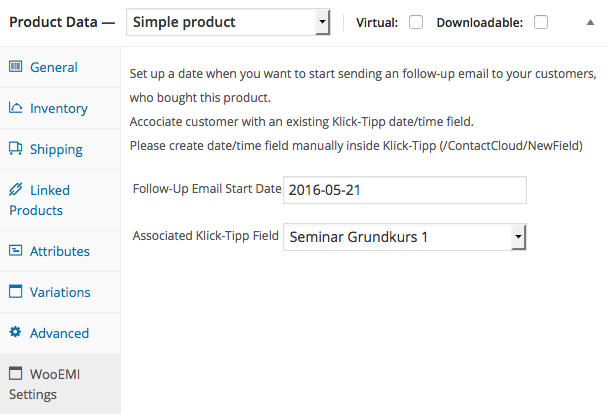 Product Data — Simple product Virtual: Downloadable:
General
Inventory
Shipping
Linked
Products
Attributes
Variations
Advanced
WooEMI
Settings
Set up a date when you want to start sending an follow-up email to your customers,
who bought this product.
Accociate customer with an existing Klick-Tipp date/time field.
Please create date/time field manually inside Klick-Tipp (/ContactCloud/NewField)
Follow-Up Email Start Date 2016-05-21
Associated Klick-Tipp Field Seminar Grundkurs 1